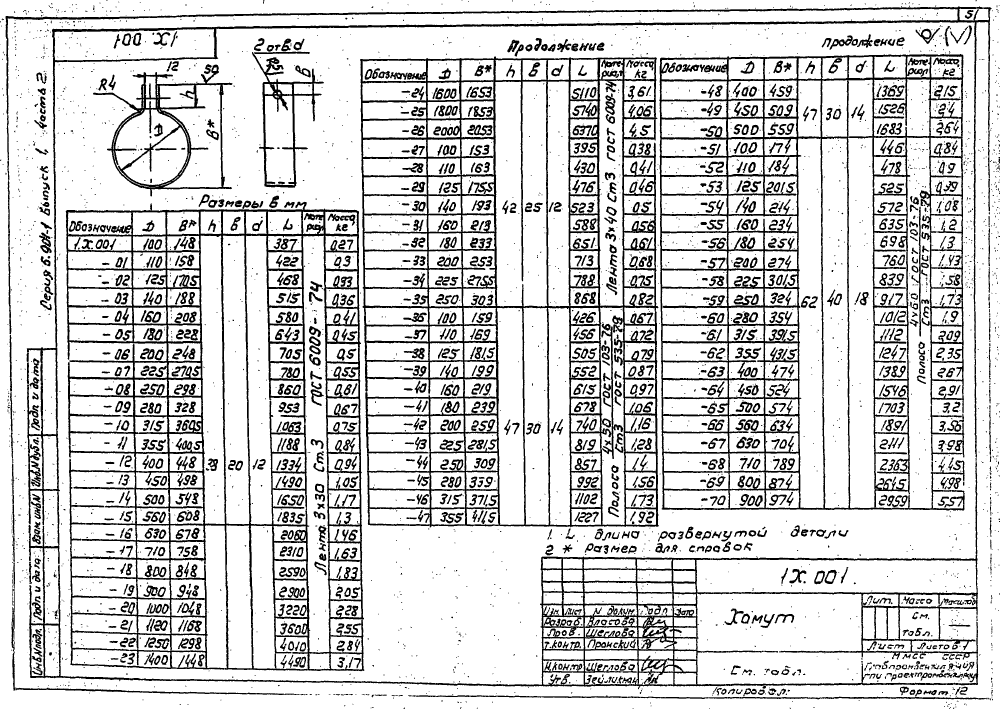 51
1X.001
Серия 5.904-1 Выпуск 1, Часть 2.
2 отв. d
12
50
R4
h
D
В*
R5
в
Размеры в мм
Обозначение D В* h в d L Мате-риал Масса кг
1.X.001 100 148 387 0,27
-01 110 158 422 0,3
-02 125 170,5 468 0,33
-03 140 188 515 0,36
-04 160 208 580 0,41
-05 180 228 643 0,45
-06 200 248 705 0,5
-07 225 270,5 780 0,55
-08 250 298 860 0,61
-09 280 328 953 0,67
-10 315 360,5 1063 0,75
-11 355 400,5 1188 0,84
-12 400 448 38 20 12 1334 0,94
-13 450 498 1490 1,05
-14 500 548 1650 1,17
-15 560 608 1835 1,3
-16 630 678 2060 1,46
-17 710 758 2310 1,63
-18 800 848 2590 1,83
-19 900 948 2900 2,05
-20 1000 1048 3220 2,28
-21 1120 1168 3600 2,55
-22 1250 1298 4010 2,84
-23 1400 1448 4490 3,17
Лента 3х30 Ст.3 ГОСТ 6009-74
Продолжение
Обозначение D В* h в d L Мате-риал Масса кг
-24 1600 1653 5110 3,61
-25 1800 1853 5740 4,06
-26 2000 2053 6370 4,5
-27 100 153 395 0,38
-28 110 163 430 0,41
-29 125 175,5 476 0,46
-30 140 193 42 25 12 523 0,5
-31 160 213 588 0,56
-32 180 233 651 0,61
-33 200 253 713 0,68
-34 225 275,5 788 0,75
-35 250 303 868 0,82
-36 100 159 426 0,67
-37 110 169 456 0,72
-38 125 181,5 505 0,79
-39 140 199 552 0,87
-40 160 219 615 0,97
-41 180 239 678 1,06
-42 200 259 47 30 14 740 1,16
-43 225 281,5 819 1,28
-44 250 309 857 1,4
-45 280 339 992 1,56
-46 315 371,5 1102 1,73
-47 355 411,5 1227 1,92
Лента 3х40 Ст3 ГОСТ 6009-74
Полоса 4х50 ГОСТ 103-76 Ст3 ГОСТ 535-79
Продолжение
Обозначение D В* h в d L Мате-риал Масса кг
-48 400 459 1369 2,15
-49 450 509 47 30 14 1526 2,4
-50 500 559 1683 2,64
-51 100 174 446 0,84
-52 110 184 478 0,9
-53 125 201,5 525 0,99
-54 140 214 572 1,08
-55 160 234 635 1,2
-56 180 254 698 1,3
-57 200 274 760 1,43
-58 225 301,5 839 1,58
-59 250 324 62 40 18 917 1,73
-60 280 354 1012 1,9
-61 315 391,5 1112 2,09
-62 355 431,5 1247 2,35
-63 400 474 1389 2,67
-64 450 524 1546 2,91
-65 500 574 1703 3,2
-66 560 634 1891 3,56
-67 630 704 2111 3,98
-68 710 789 2363 4,45
-69 800 874 2645 4,98
-70 900 974 2959 5,57
Полоса 4х60 ГОСТ 103-76 Ст3 ГОСТ 535-79
1. L длина развернутой детали
2 * Размер для справок
1X.001.
Хомут
См. табл.
Лит. Масса Масштаб
См. табл.
Лист Листов 1
ММСС СССР
Изм. Лист N докум. Подп Дата
Разраб. Власова
Пров. Щеглова
Т.контр. Пронский
Н.контр Щеглова
Утв. Зейликман
Копировал:
Формат 12
Инв.Nподл. Подп. и дата Взам.инв.N Инв.Nдубл. Подп. и дата